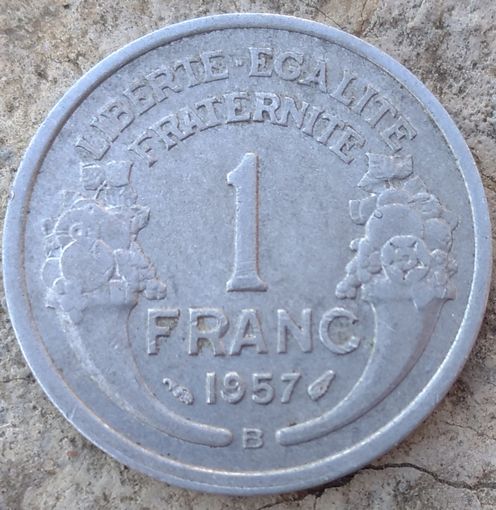 LIBERTE-EGALITE
FRATERNITE
1
FRANC
1957
B